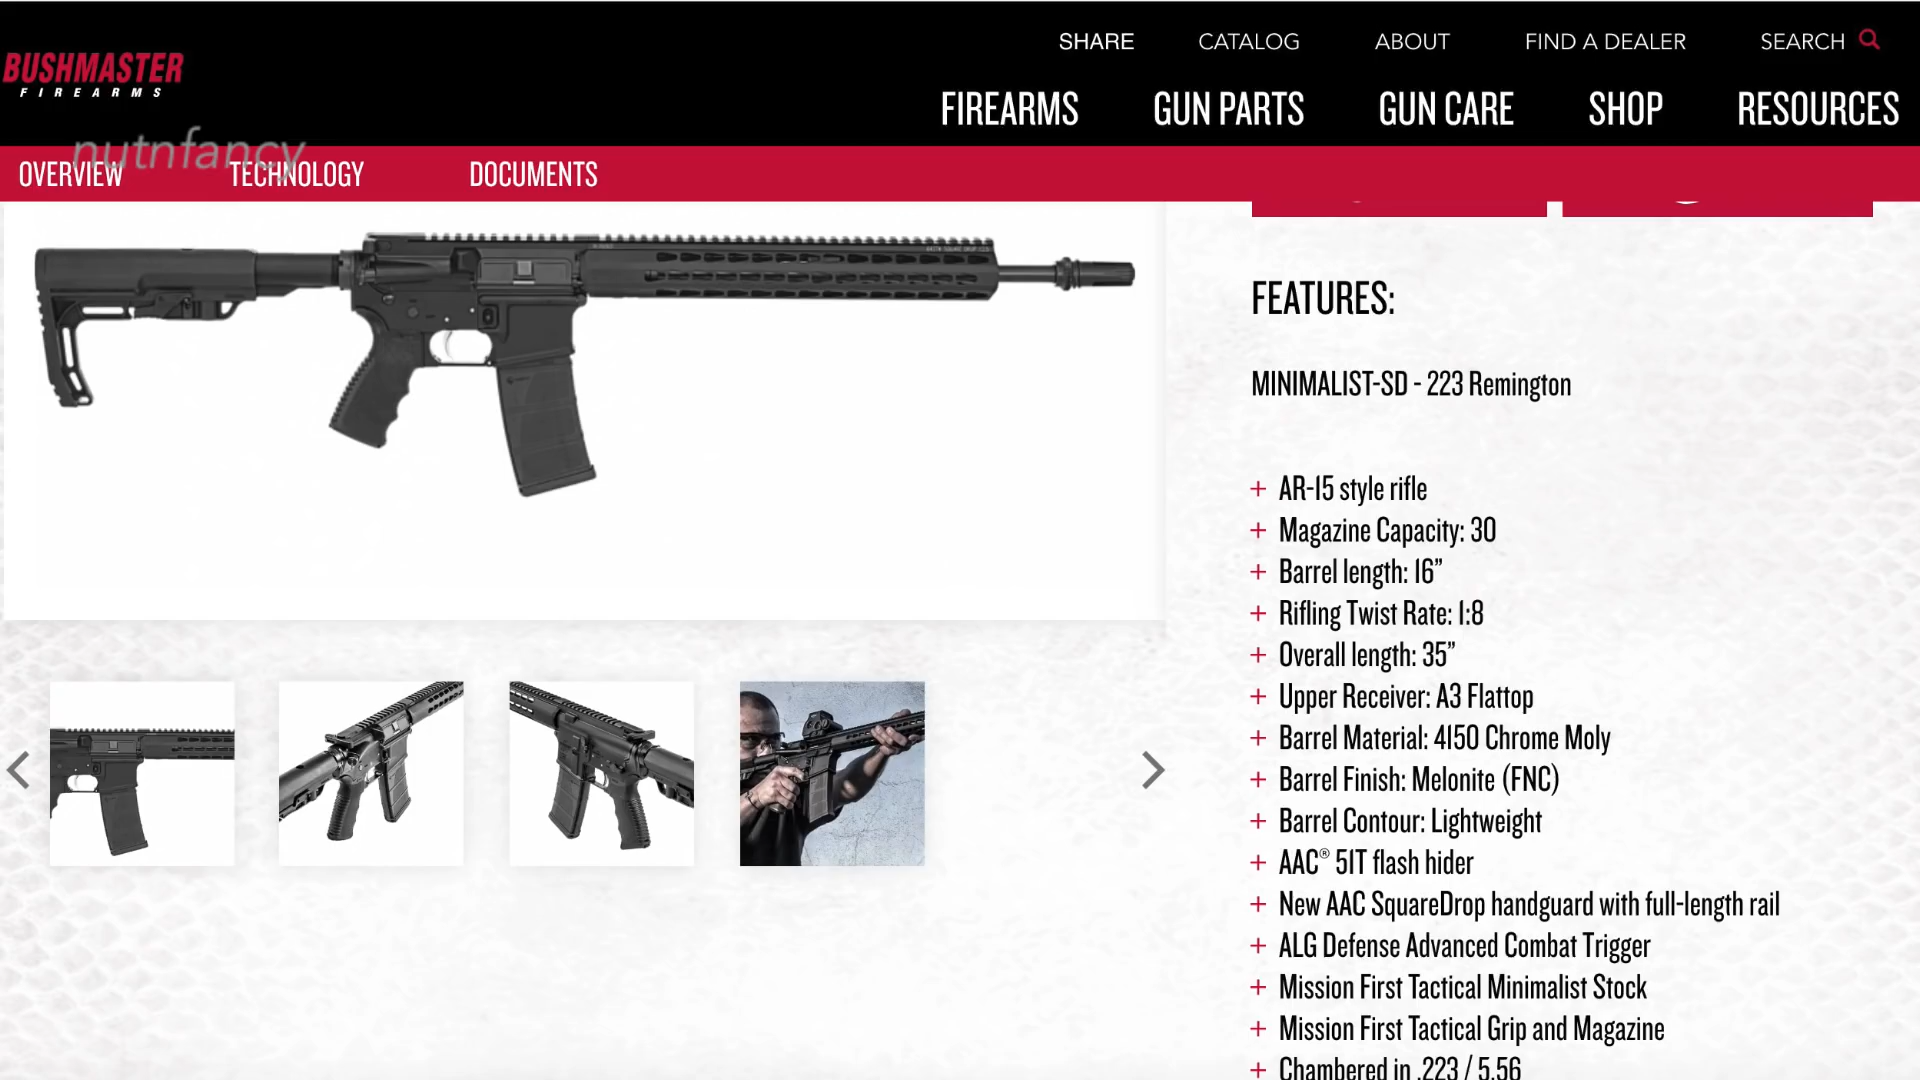 SHARE CATALOG ABOUT FIND A DEALER SEARCH
BUSHMASTER
FIREARMS
FIREARMS GUN PARTS GUN CARE SHOP RESOURCES
nutnfancy
OVERVIEW TECHNOLOGY DOCUMENTS
FEATURES:
MINIMALIST-SD - 223 Remington
+ AR-15 style rifle
+ Magazine Capacity: 30
+ Barrel length: 16”
+ Rifling Twist Rate: 1:8
+ Overall length: 35”
+ Upper Receiver: A3 Flattop
+ Barrel Material: 4150 Chrome Moly
+ Barrel Finish: Melonite (FNC)
+ Barrel Contour: Lightweight
+ AAC® 51T flash hider
+ New AAC SquareDrop handguard with full-length rail
+ ALG Defense Advanced Combat Trigger
+ Mission First Tactical Minimalist Stock
+ Mission First Tactical Grip and Magazine
+ Chambered in .223 / 5.56